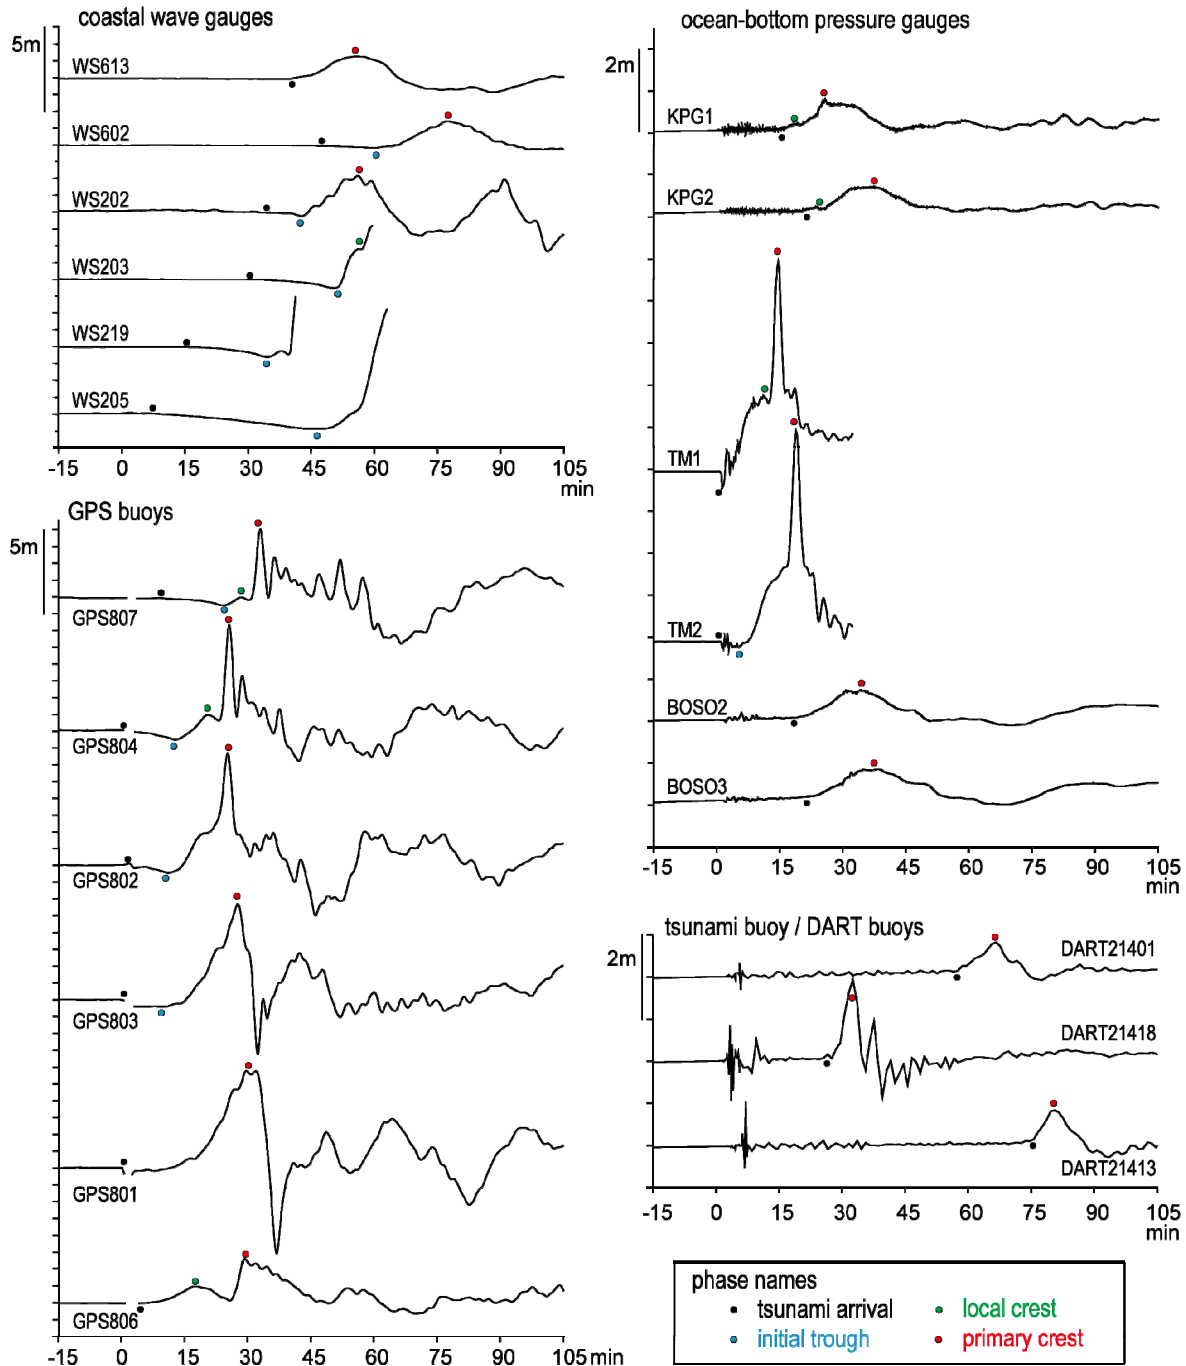 coastal wave gauges
5m
WS613
WS602
WS202
WS203
WS219
WS205
-15 0 15 30 45 60 75 90 105
min
GPS buoys
5m
GPS807
GPS804
GPS802
GPS803
GPS801
GPS806
-15 0 15 30 45 60 75 90 105 min
ocean-bottom pressure gauges
2m
KPG1
KPG2
TM1
TM2
BOSO2
BOSO3
-15 0 15 30 45 60 75 90 105
min
tsunami buoy / DART buoys
2m
DART21401
DART21418
DART21413
-15 0 15 30 45 60 75 90 105
min
phase names
tsunami arrival
local crest
initial trough
primary crest